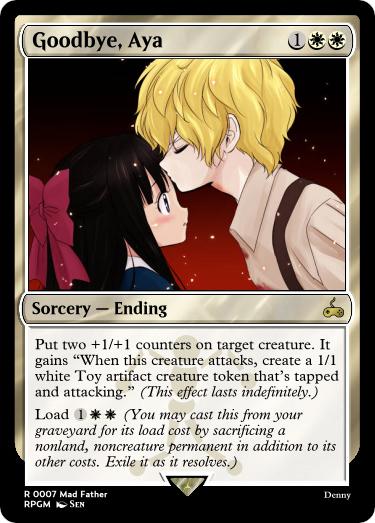 Goodbye, Aya 1
Sorcery — Ending
Put two +1/+1 counters on target creature. It
gains “When this creature attacks, create a 1/1
white Toy artifact creature token that's tapped
and attacking.” (This effect lasts indefinitely.)
Load 1 (You may cast this from your
graveyard for its load cost by sacrificing a
nonland, noncreature permanent in addition to its
other costs. Exile it as it resolves.)
R 0007 Mad Father
RPGM SEN
Denny